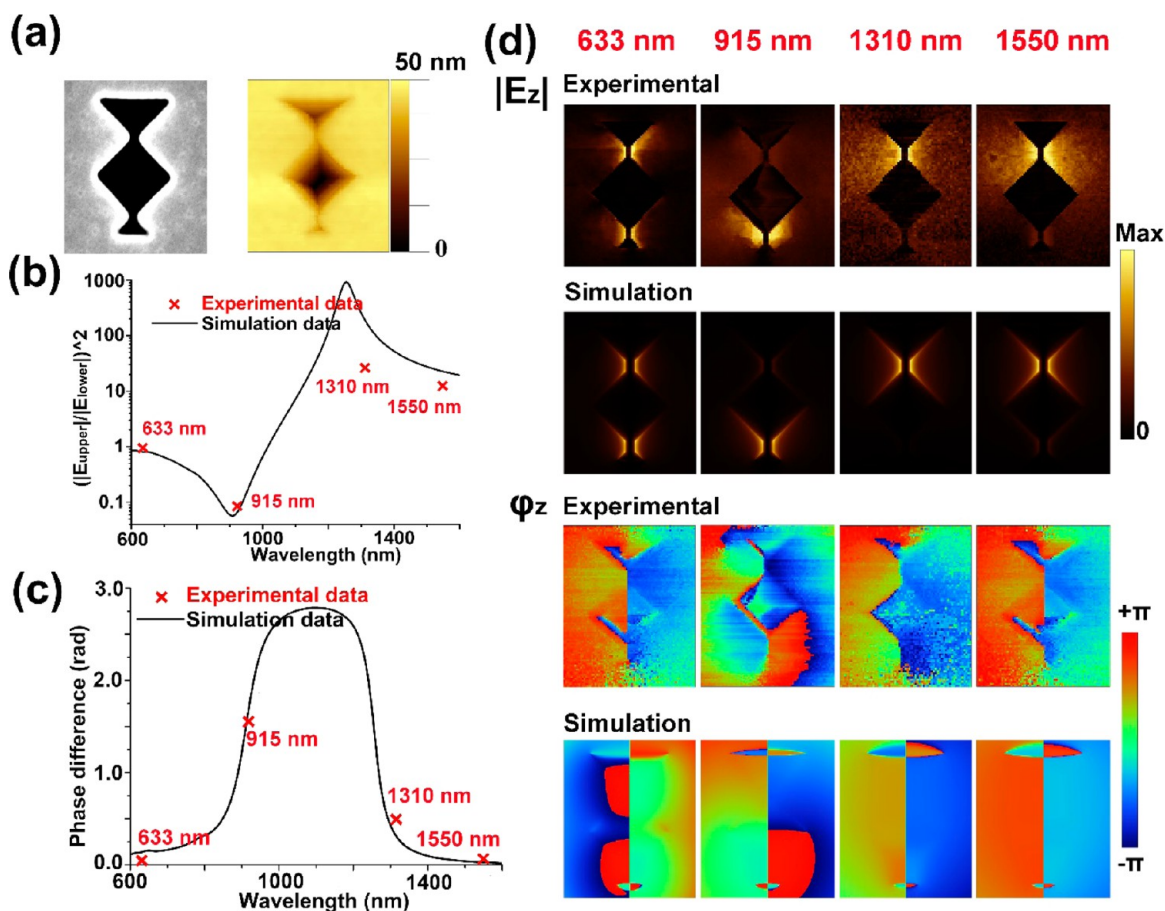 (a)
50 nm
0
(b)
(|Eupper|/|Elower|)^2
1000
100
10
1
0.1
× Experimental data
— Simulation data
633 nm
915 nm
1310 nm
1550 nm
600
1000
1400
Wavelength (nm)
(c)
Phase difference (rad)
3.0
2.0
1.0
0.0
× Experimental data
— Simulation data
633 nm
915 nm
1310 nm
1550 nm
600
1000
1400
Wavelength (nm)
(d)
633 nm 915 nm 1310 nm 1550 nm
|Ez|
Experimental
Simulation
Max
0
φz
Experimental
Simulation
+π
-π